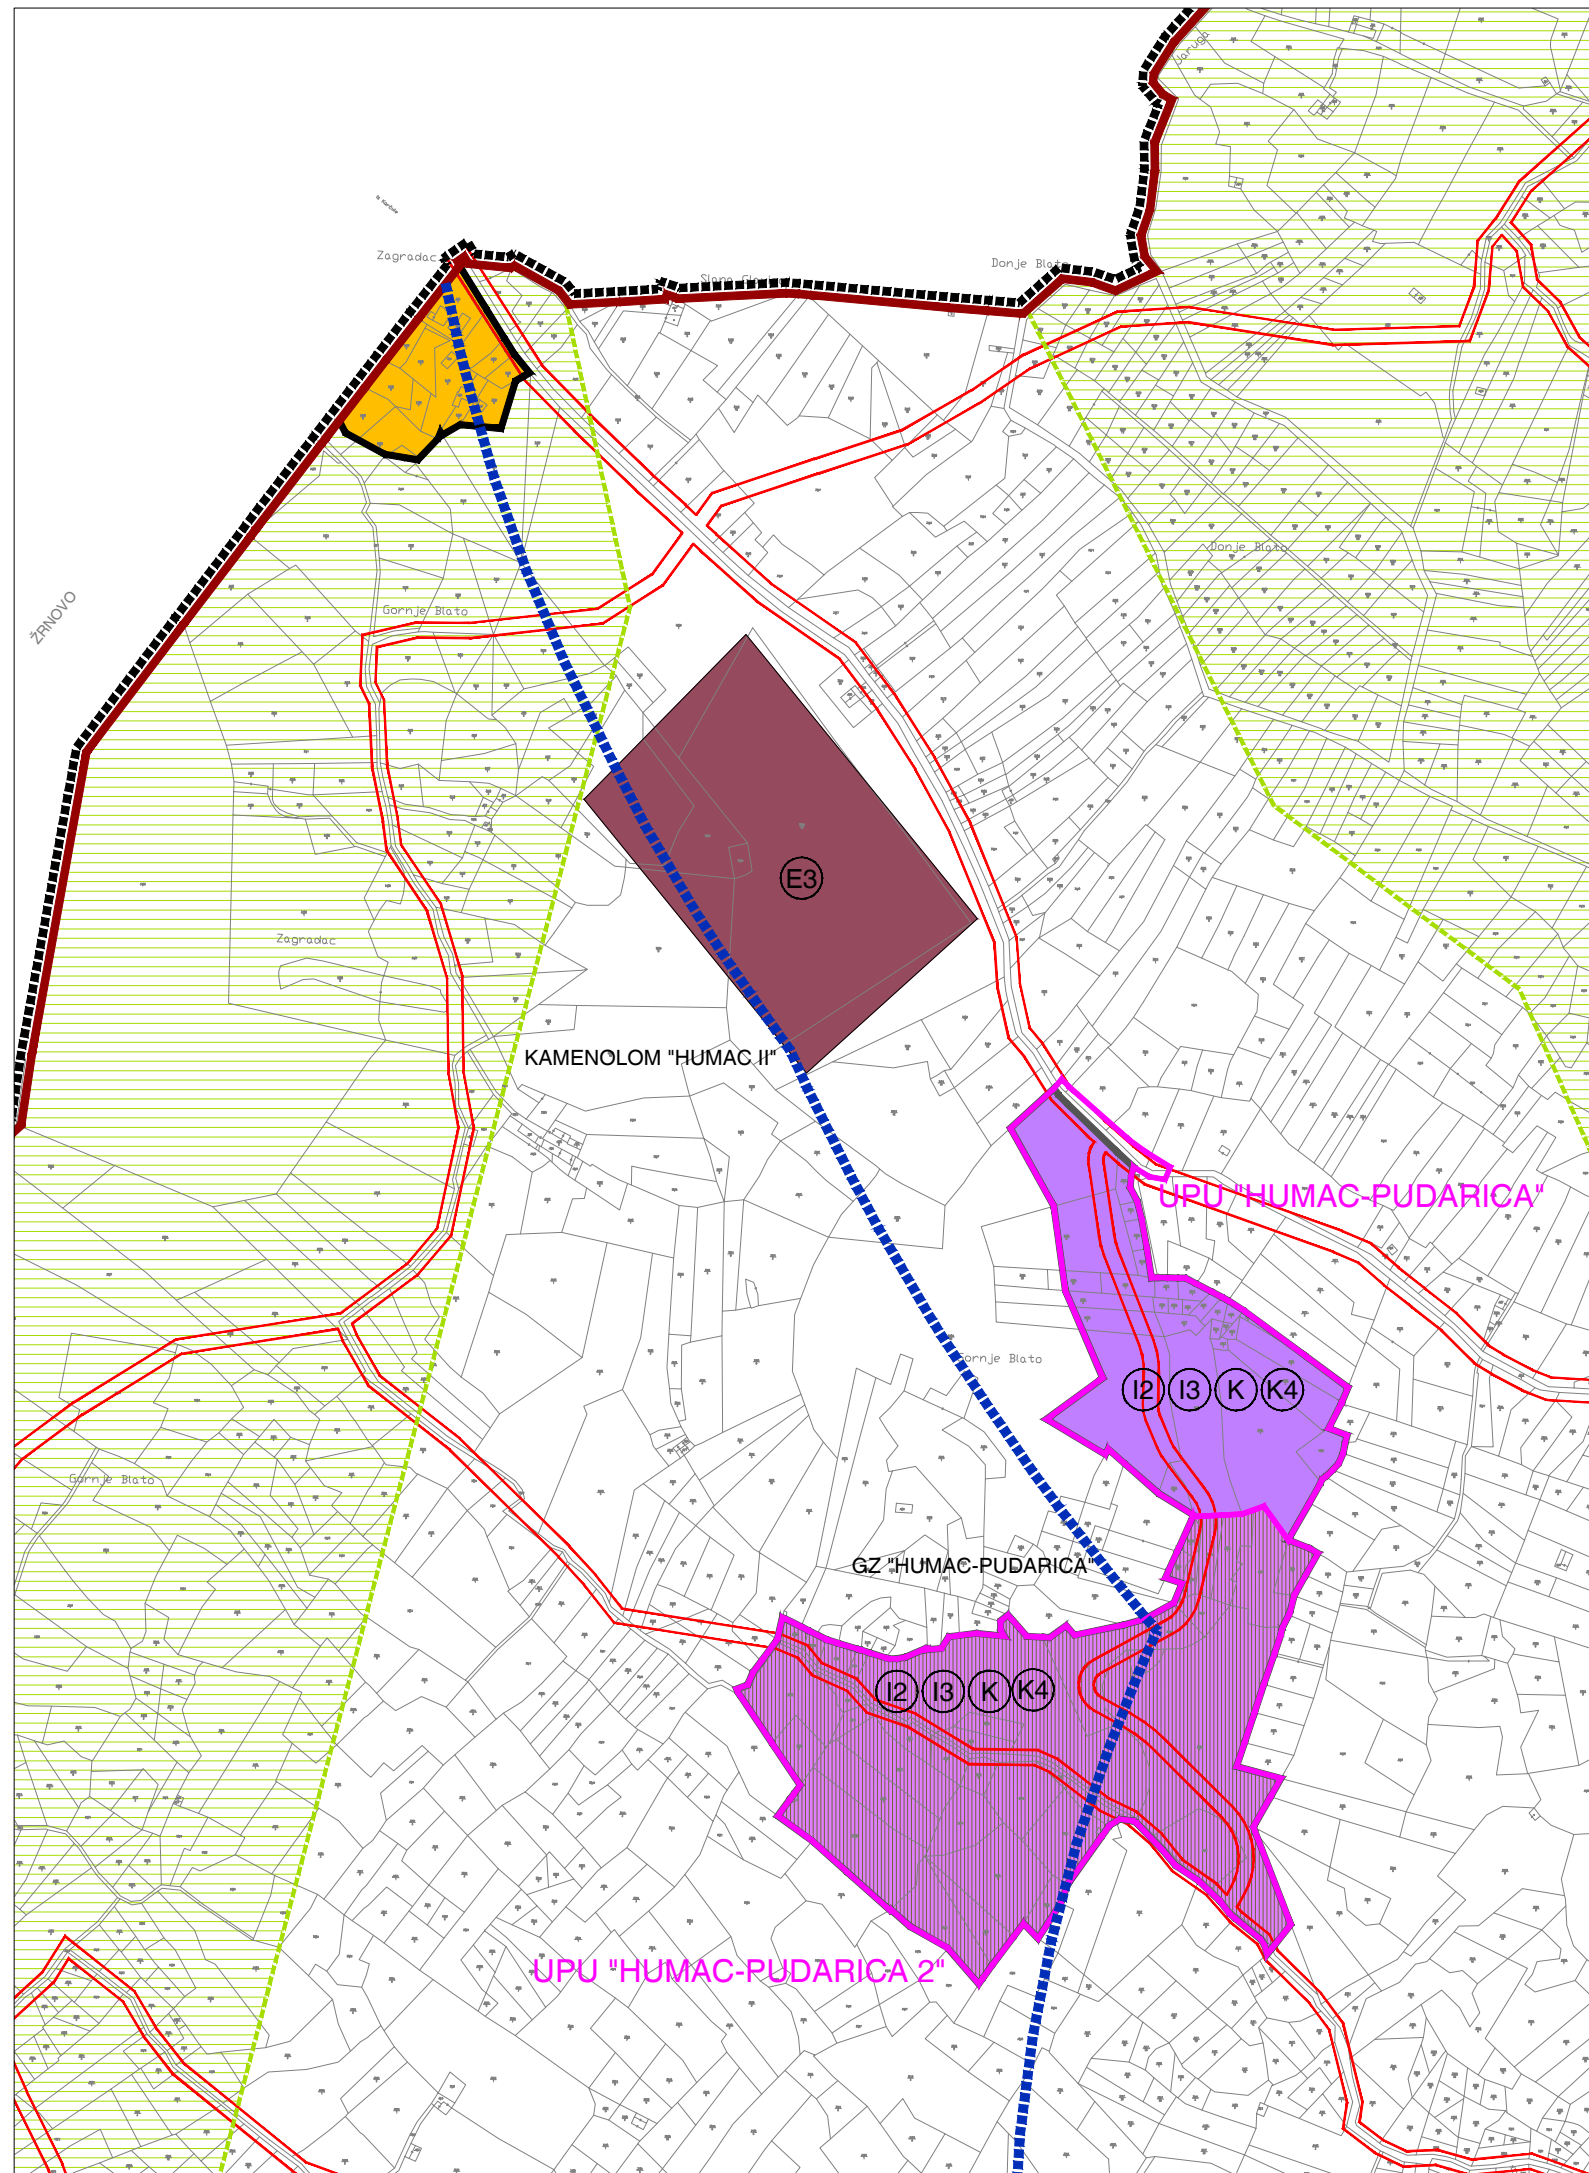 Jaruga
Zagradac
Donje Blato
ŽRNOVO
Donje Blato
Gornje Blato
E3
Zagradac
KAMENOLOM "HUMAC II"
UPU "HUMAC-PUDARICA"
Gornje Blato
I2 I3 K K4
Gornje Blato
GZ "HUMAC-PUDARICA"
I2 I3 K K4
UPU "HUMAC-PUDARICA 2"